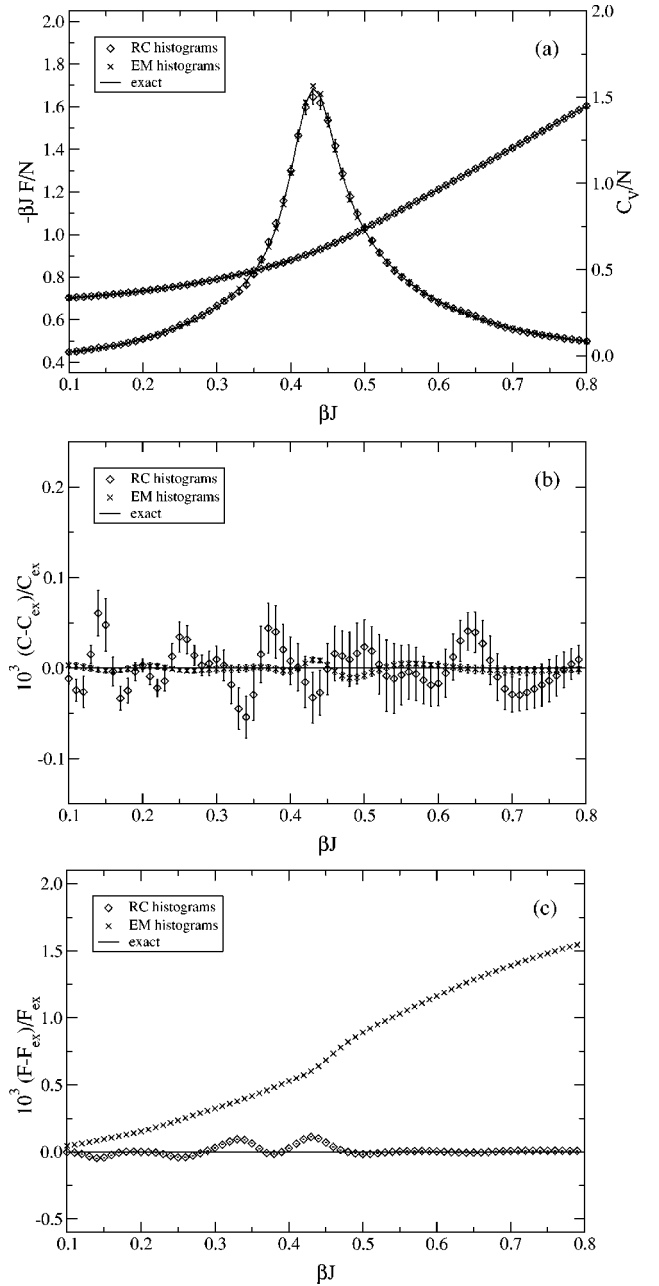 (a)
RC histograms
EM histograms
exact
-βJ F/N
2.0
1.8
1.6
1.4
1.2
1.0
0.8
0.6
0.4
C_V/N
2.0
1.5
1.0
0.5
0.0
0.1 0.2 0.3 0.4 0.5 0.6 0.7 0.8
βJ
(b)
RC histograms
EM histograms
exact
10³ (C-C_ex)/C_ex
0.2
0.1
0.0
-0.1
0.1 0.2 0.3 0.4 0.5 0.6 0.7 0.8
βJ
(c)
RC histograms
EM histograms
exact
10³ (F-F_ex)/F_ex
2.0
1.5
1.0
0.5
0.0
-0.5
0.1 0.2 0.3 0.4 0.5 0.6 0.7 0.8
βJ